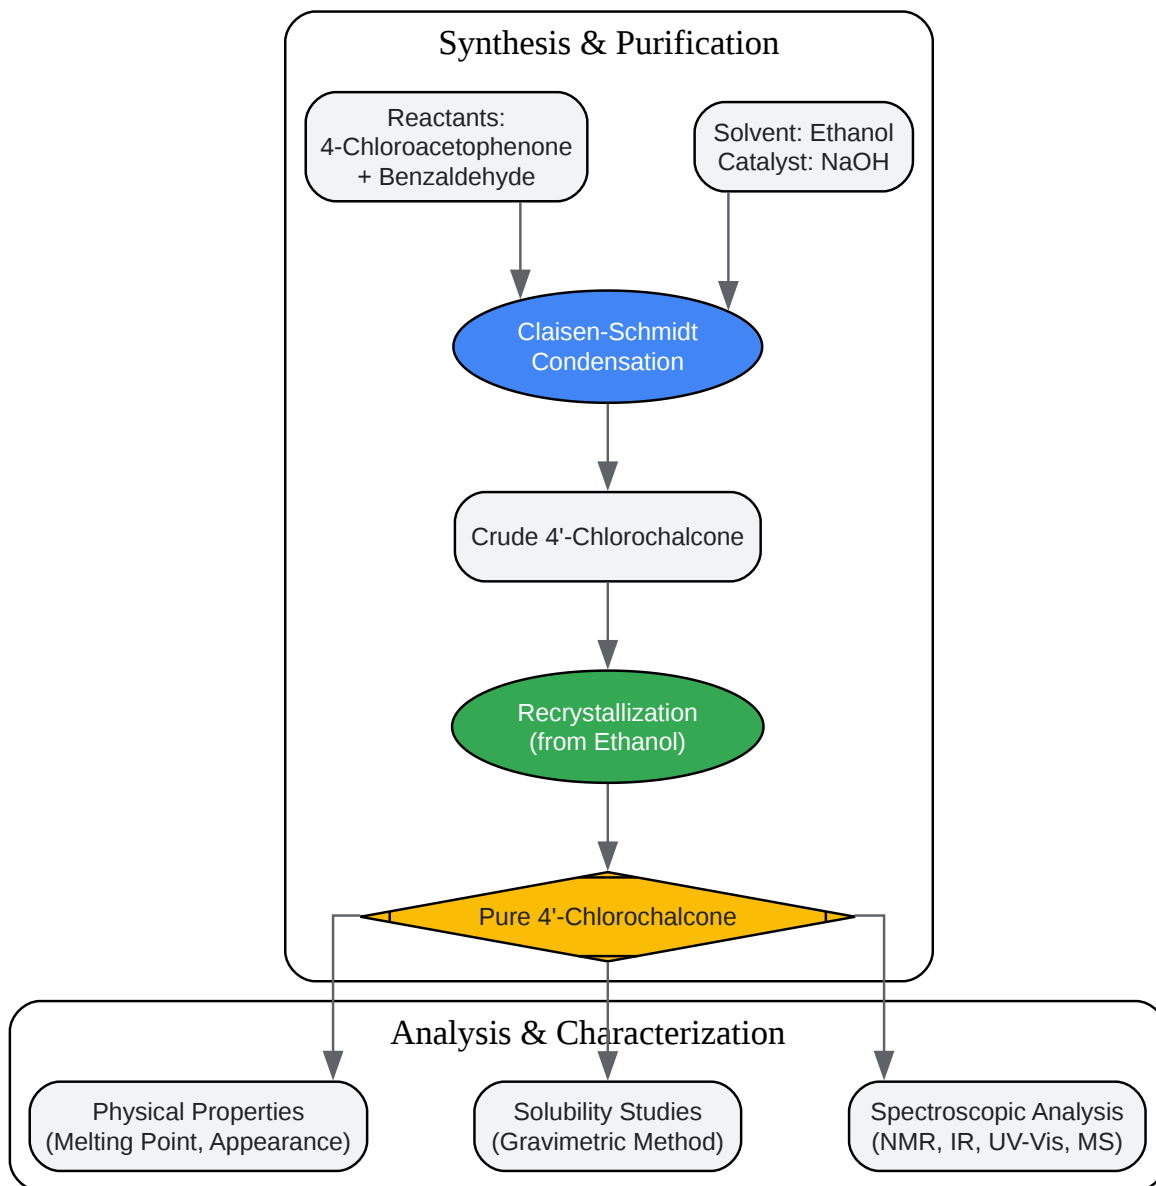 Synthesis & Purification
Reactants:
4-Chloroacetophenone
+ Benzaldehyde
Solvent: Ethanol
Catalyst: NaOH
Claisen-Schmidt
Condensation
Crude 4'-Chlorochalcone
Recrystallization
(from Ethanol)
Pure 4'-Chlorochalcone
Analysis & Characterization
Physical Properties
(Melting Point, Appearance)
Solubility Studies
(Gravimetric Method)
Spectroscopic Analysis
(NMR, IR, UV-Vis, MS)